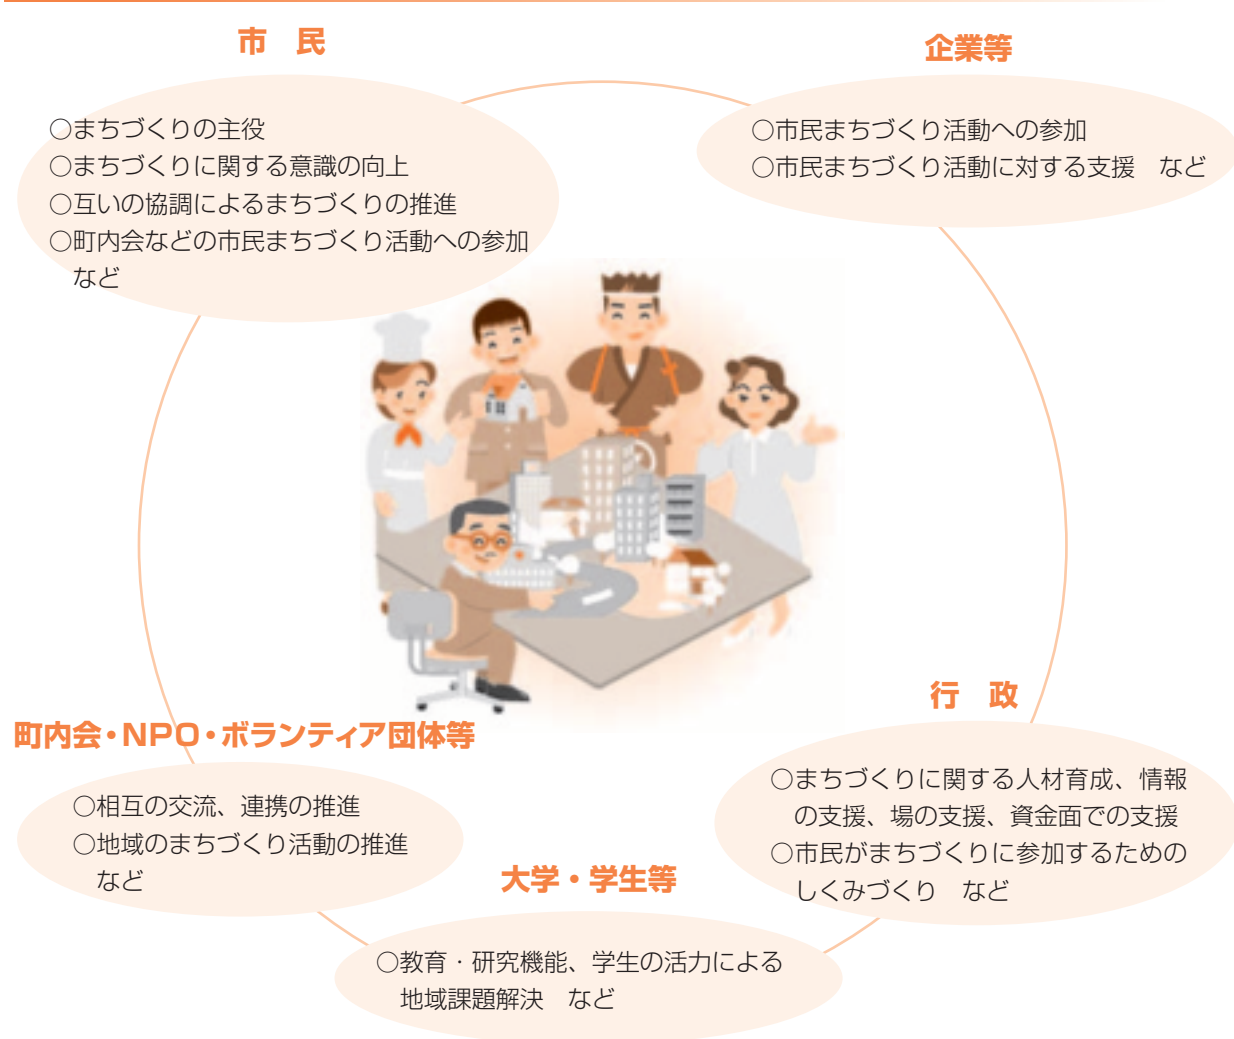 市　民
○まちづくりの主役
○まちづくりに関する意識の向上
○互いの協調によるまちづくりの推進
○町内会などの市民まちづくり活動への参加
など
企業等
○市民まちづくり活動への参加
○市民まちづくり活動に対する支援　など
町内会・NPO・ボランティア団体等
○相互の交流、連携の推進
○地域のまちづくり活動の推進
など
大学・学生等
○教育・研究機能、学生の活力による
地域課題解決　など
行　政
○まちづくりに関する人材育成、情報
の支援、場の支援、資金面での支援
○市民がまちづくりに参加するための
しくみづくり　など